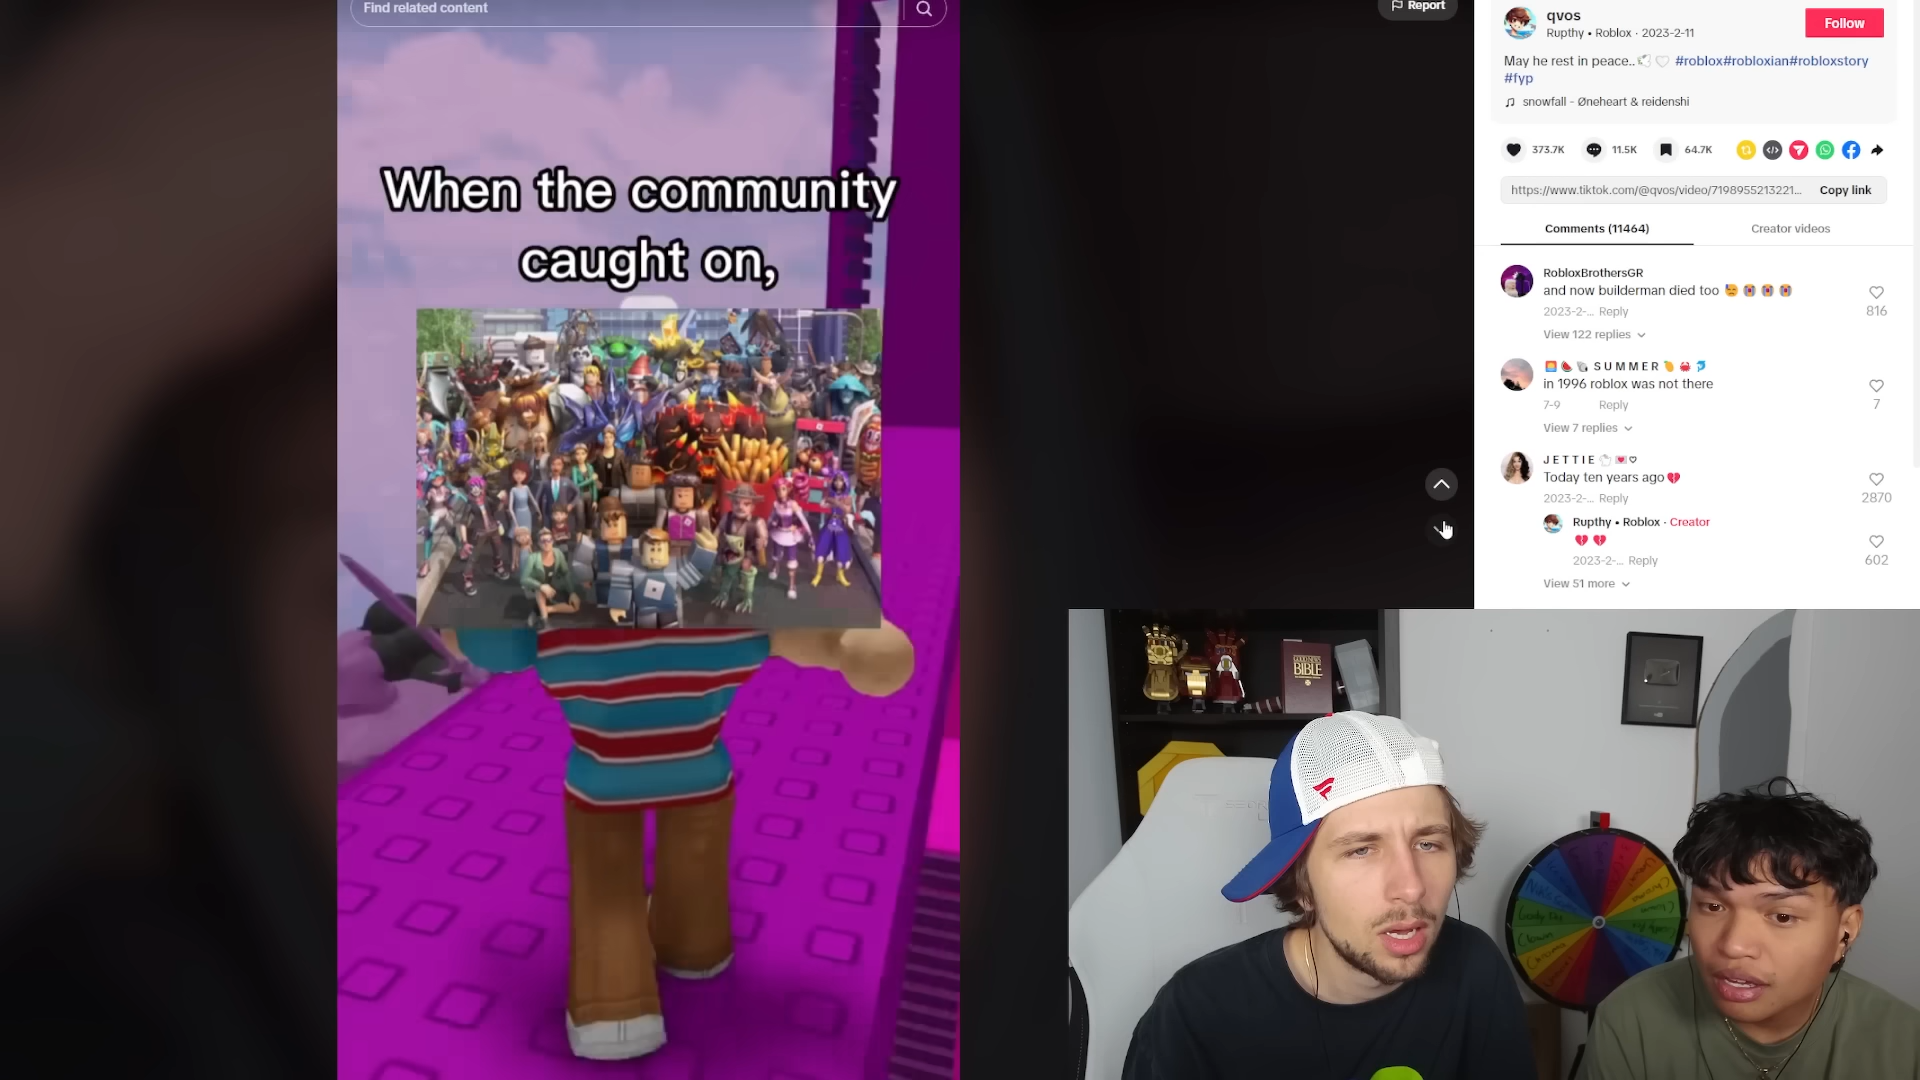 Find related content
Report
When the community
caught on,
qvos
Rupthy • Roblox · 2023-2-11
Follow
May he rest in peace..🕊️🤍 #roblox#robloxian#robloxstory
#fyp
snowfall - Øneheart & reidenshi
373.7K
11.5K
64.7K
https://www.tiktok.com/@qvos/video/7198955213221...
Copy link
Comments (11464)
Creator videos
RobloxBrothersGR
and now builderman died too 😓😭😭😭
2023-2-... Reply
816
View 122 replies
SUMMER
in 1996 roblox was not there
7-9 Reply
7
View 7 replies
JETTIE
Today ten years ago💔
2023-2-... Reply
2870
Rupthy • Roblox · Creator
💔💔
2023-2-... Reply
602
View 51 more
GOOD NEWS
BIBLE